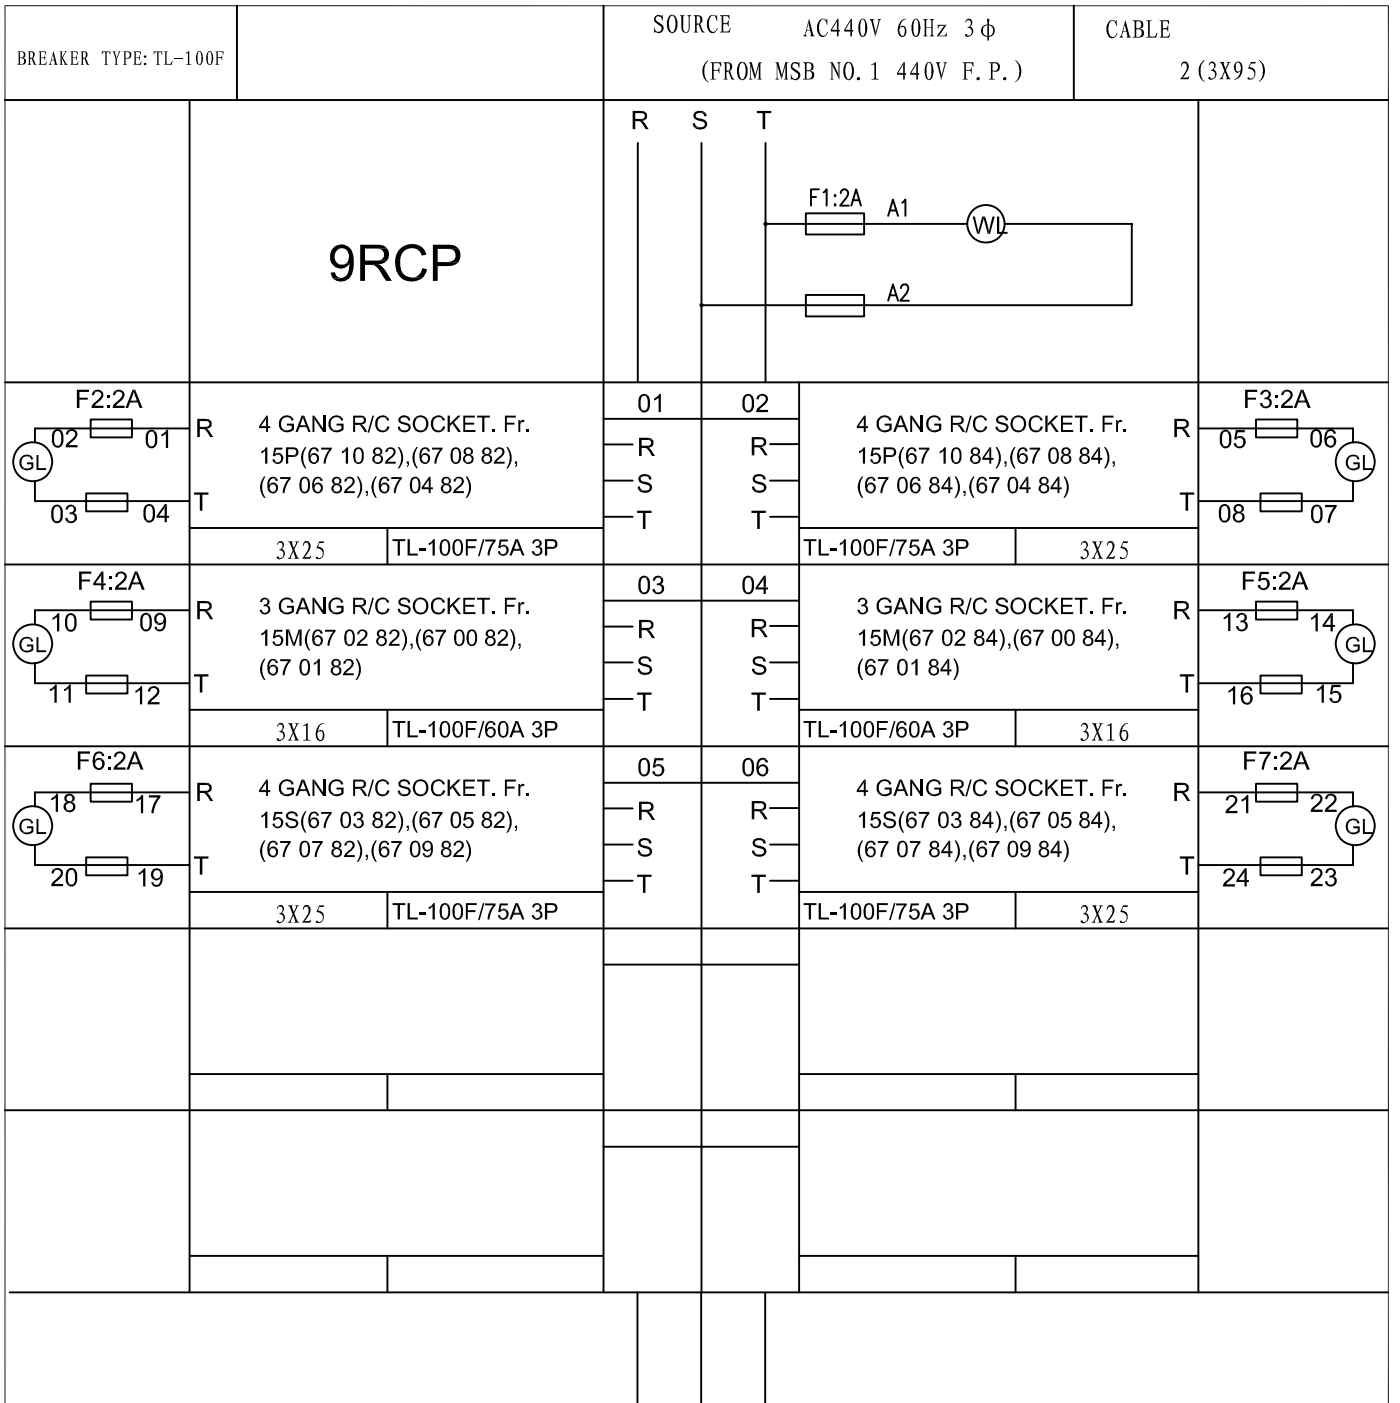 BREAKER TYPE:TL-100F
SOURCE AC440V 60Hz 3ϕ
(FROM MSB NO.1 440V F.P.)
CABLE
2(3X95)
R S T
9RCP
F1:2A A1 WL
A2
F2:2A
02 01 R
GL
03 04 T
4 GANG R/C SOCKET. Fr.
15P(67 10 82),(67 08 82),
(67 06 82),(67 04 82)
3X25 TL-100F/75A 3P
01 02
R R
S S
T T
4 GANG R/C SOCKET. Fr.
15P(67 10 84),(67 08 84),
(67 06 84),(67 04 84)
TL-100F/75A 3P 3X25
F3:2A
R 05 06
GL
T 08 07
F4:2A
10 09 R
GL
11 12 T
3 GANG R/C SOCKET. Fr.
15M(67 02 82),(67 00 82),
(67 01 82)
3X16 TL-100F/60A 3P
03 04
R R
S S
T T
3 GANG R/C SOCKET. Fr.
15M(67 02 84),(67 00 84),
(67 01 84)
TL-100F/60A 3P 3X16
F5:2A
R 13 14
GL
T 16 15
F6:2A
18 17 R
GL
20 19 T
4 GANG R/C SOCKET. Fr.
15S(67 03 82),(67 05 82),
(67 07 82),(67 09 82)
3X25 TL-100F/75A 3P
05 06
R R
S S
T T
4 GANG R/C SOCKET. Fr.
15S(67 03 84),(67 05 84),
(67 07 84),(67 09 84)
TL-100F/75A 3P 3X25
F7:2A
R 21 22
GL
T 24 23